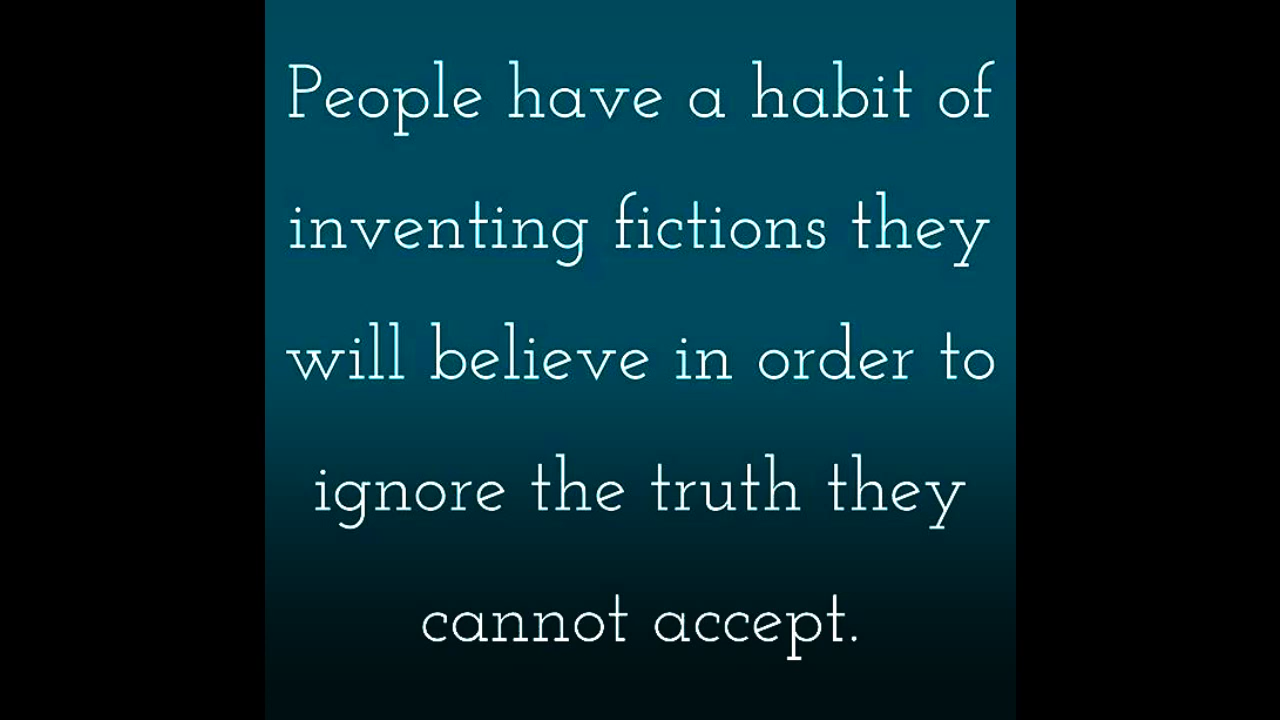 People have a habit of
inventing fictions they
will believe in order to
ignore the truth they
cannot accept.